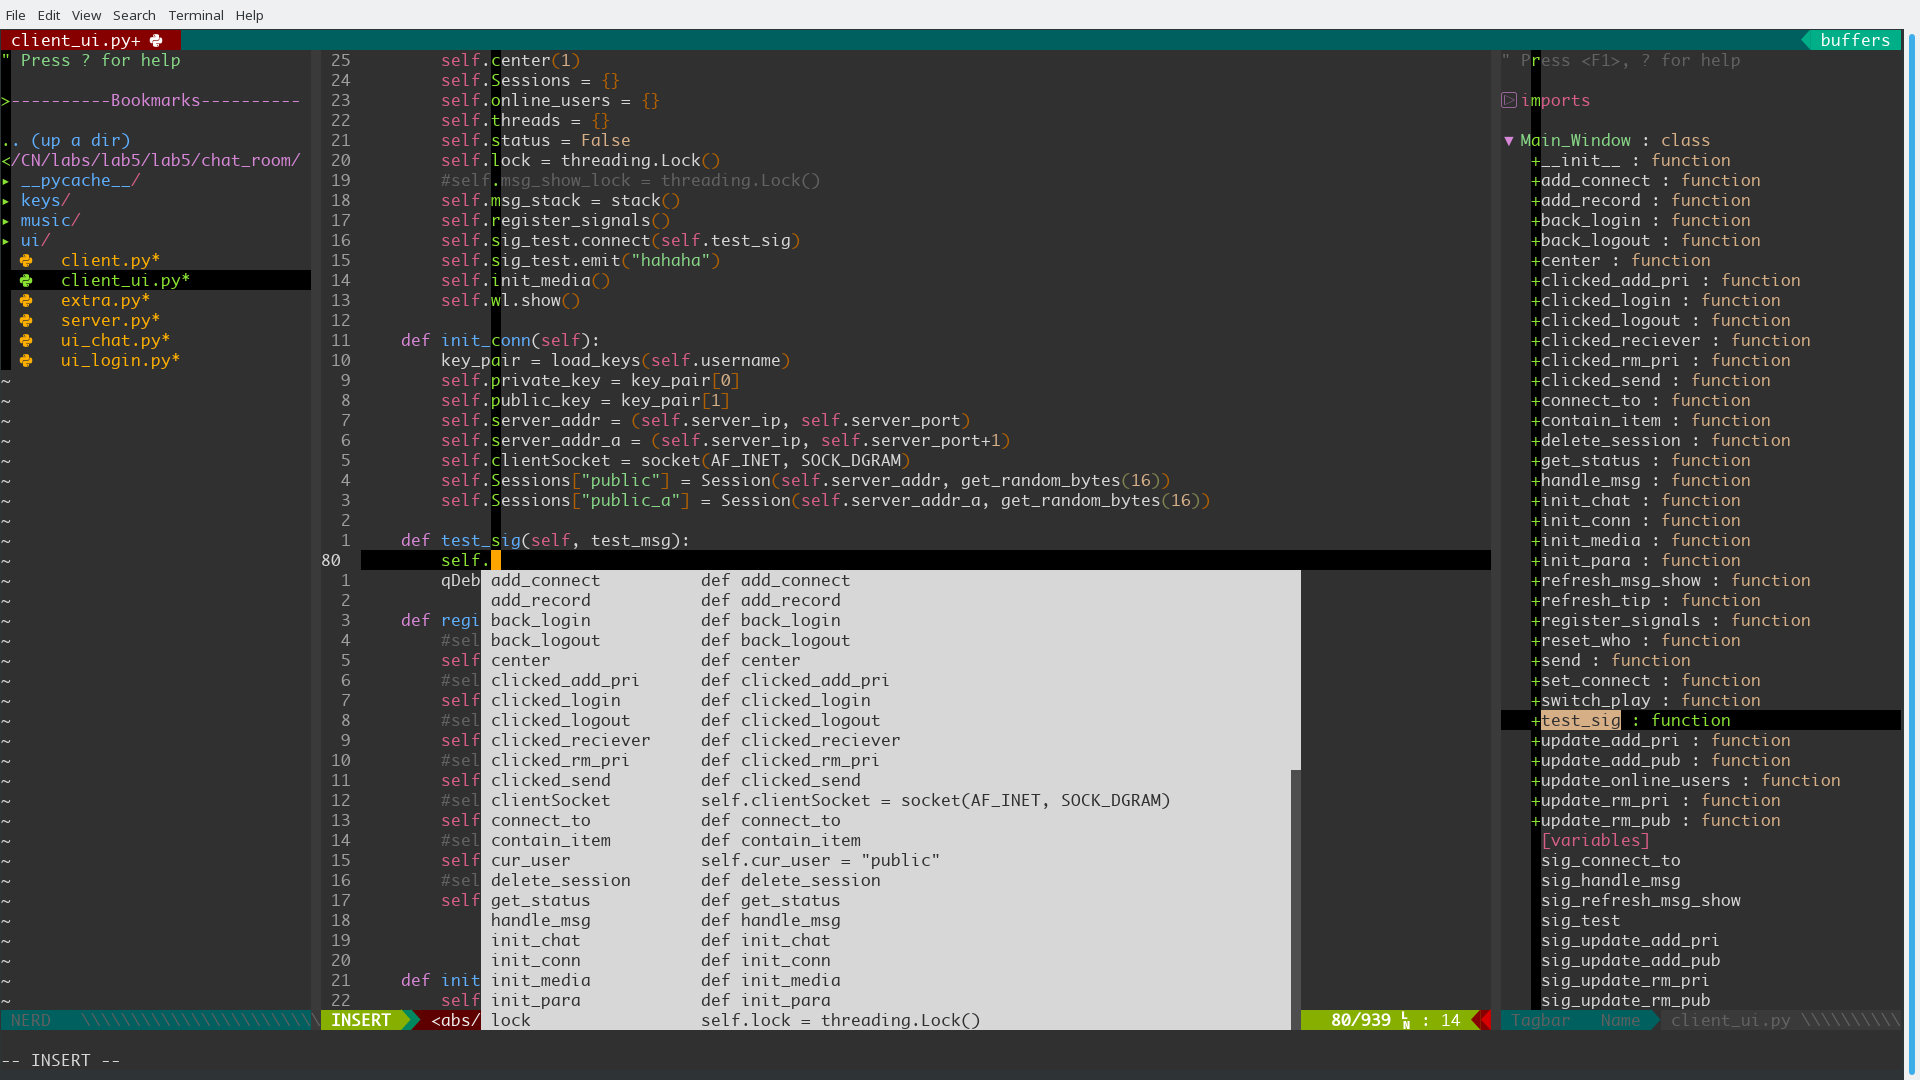 File Edit View Search Terminal Help
client_ui.py+ buffers
" Press ? for help
>----------Bookmarks----------
.. (up a dir)
</CN/labs/lab5/lab5/chat_room/
▸ __pycache__/
▸ keys/
▸ music/
▸ ui/
client.py*
client_ui.py*
extra.py*
server.py*
ui_chat.py*
ui_login.py*
25 self.center(1)
24 self.Sessions = {}
23 self.online_users = {}
22 self.threads = {}
21 self.status = False
20 self.lock = threading.Lock()
19 #self.msg_show_lock = threading.Lock()
18 self.msg_stack = stack()
17 self.register_signals()
16 self.sig_test.connect(self.test_sig)
15 self.sig_test.emit("hahaha")
14 self.init_media()
13 self.wl.show()
12
11 def init_conn(self):
10 key_pair = load_keys(self.username)
9 self.private_key = key_pair[0]
8 self.public_key = key_pair[1]
7 self.server_addr = (self.server_ip, self.server_port)
6 self.server_addr_a = (self.server_ip, self.server_port+1)
5 self.clientSocket = socket(AF_INET, SOCK_DGRAM)
4 self.Sessions["public"] = Session(self.server_addr, get_random_bytes(16))
3 self.Sessions["public_a"] = Session(self.server_addr_a, get_random_bytes(16))
2
1 def test_sig(self, test_msg):
80 self.
1 qDeb add_connect def add_connect
2 add_record def add_record
3 def regi back_login def back_login
4 #sel back_logout def back_logout
5 self center def center
6 #sel clicked_add_pri def clicked_add_pri
7 self clicked_login def clicked_login
8 #sel clicked_logout def clicked_logout
9 self clicked_reciever def clicked_reciever
10 #sel clicked_rm_pri def clicked_rm_pri
11 self clicked_send def clicked_send
12 #sel clientSocket self.clientSocket = socket(AF_INET, SOCK_DGRAM)
13 self connect_to def connect_to
14 #sel contain_item def contain_item
15 self cur_user self.cur_user = "public"
16 #sel delete_session def delete_session
17 self get_status def get_status
18 handle_msg def handle_msg
19 init_chat def init_chat
20 init_conn def init_conn
21 def init init_media def init_media
22 self init_para def init_para
lock self.lock = threading.Lock()
" Press <F1>, ? for help
▷ imports
▼ Main_Window : class
+__init__ : function
+add_connect : function
+add_record : function
+back_login : function
+back_logout : function
+center : function
+clicked_add_pri : function
+clicked_login : function
+clicked_logout : function
+clicked_reciever : function
+clicked_rm_pri : function
+clicked_send : function
+connect_to : function
+contain_item : function
+delete_session : function
+get_status : function
+handle_msg : function
+init_chat : function
+init_conn : function
+init_media : function
+init_para : function
+refresh_msg_show : function
+refresh_tip : function
+register_signals : function
+reset_who : function
+send : function
+set_connect : function
+switch_play : function
+test_sig : function
+update_add_pri : function
+update_add_pub : function
+update_online_users : function
+update_rm_pri : function
+update_rm_pub : function
[variables]
sig_connect_to
sig_handle_msg
sig_refresh_msg_show
sig_test
sig_update_add_pri
sig_update_add_pub
sig_update_rm_pri
sig_update_rm_pub
NERD \\\\\\\\\\\\\\\\\\\\\\\\ INSERT <abs/ 80/939 LN : 14 Tagbar Name client_ui.py \\\\\\\\\\
-- INSERT --